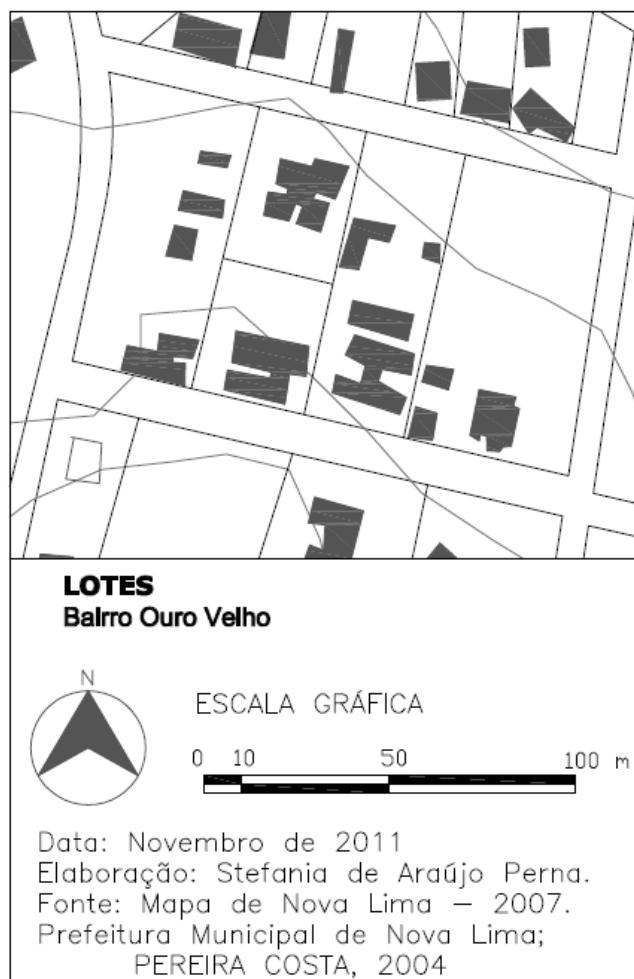 LOTES
Bairro Ouro Velho
N
ESCALA GRÁFICA
0 10 50 100 m
Data: Novembro de 2011
Elaboração: Stefania de Araújo Perna.
Fonte: Mapa de Nova Lima – 2007.
Prefeitura Municipal de Nova Lima;
PEREIRA COSTA, 2004